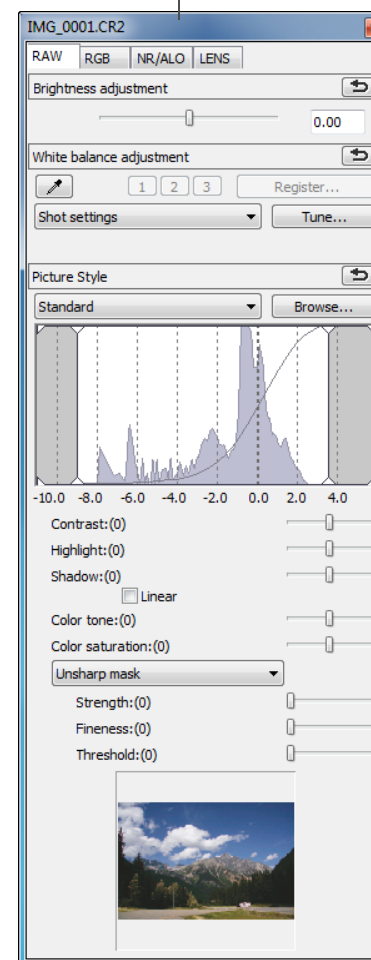 IMG_0001.CR2
RAW RGB NR/ALO LENS
Brightness adjustment
0.00
White balance adjustment
1 2 3 Register...
Shot settings Tune...
Picture Style
Standard Browse...
-10.0 -8.0 -6.0 -4.0 -2.0 0.0 2.0 4.0
Contrast:(0)
Highlight:(0)
Shadow:(0)
Linear
Color tone:(0)
Color saturation:(0)
Unsharp mask
Strength:(0)
Fineness:(0)
Threshold:(0)